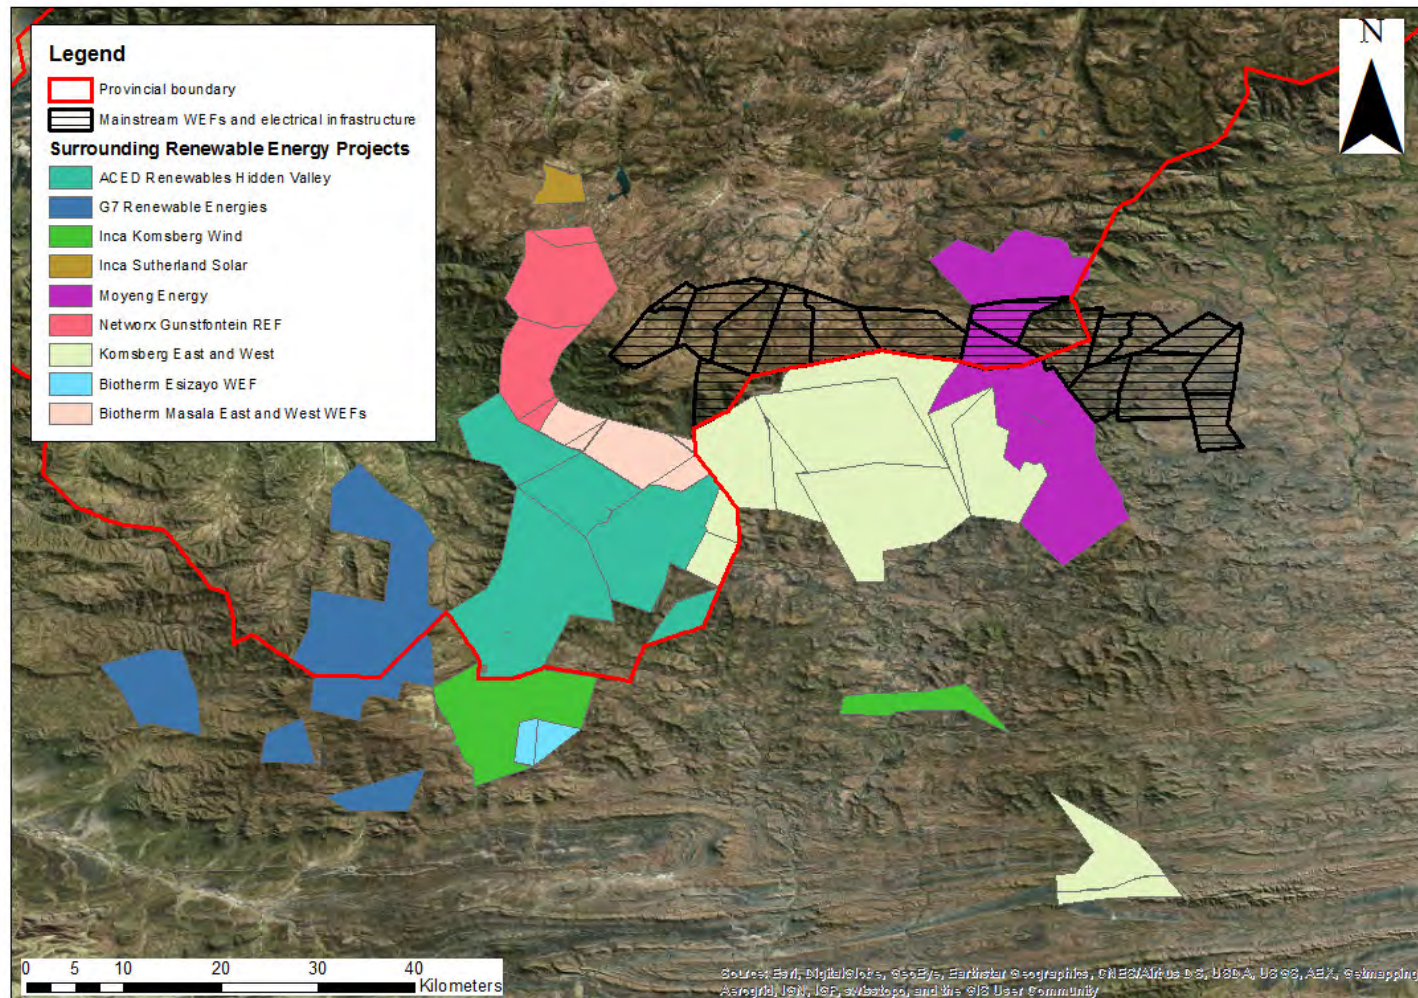 Legend
Provincial boundary
Mainstream WEFs and electrical infrastructure
Surrounding Renewable Energy Projects
ACED Renewables Hidden Valley
G7 Renewable Energies
Inca Komsberg Wind
Inca Sutherland Solar
Moyeng Energy
Networx Gunstfontein REF
Komsberg East and West
Biotherm Esizayo WEF
Biotherm Masala East and West WEFs
N
0 5 10 20 30 40
Kilometers
Source: Esri, DigitalGlobe, GeoEye, Earthstar Geographics, CNES/Airbus DS, USDA, USGS, AEX, Getmapping,
Aerogrid, IGN, IGP, swisstopo, and the GIS User Community